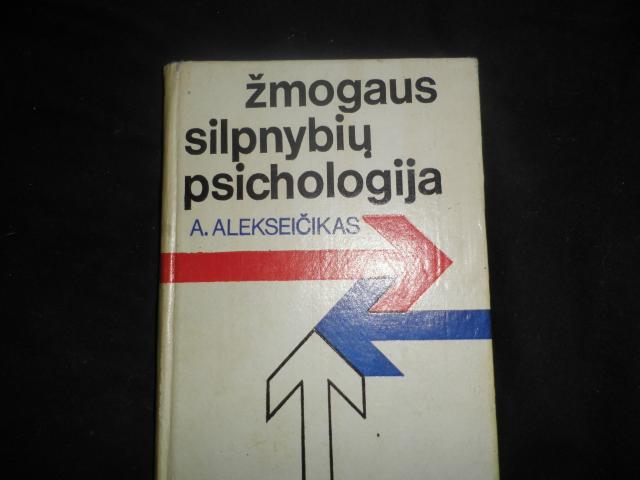 žmogaus
silpnybių
psichologija
A. ALEKSEIČIKAS